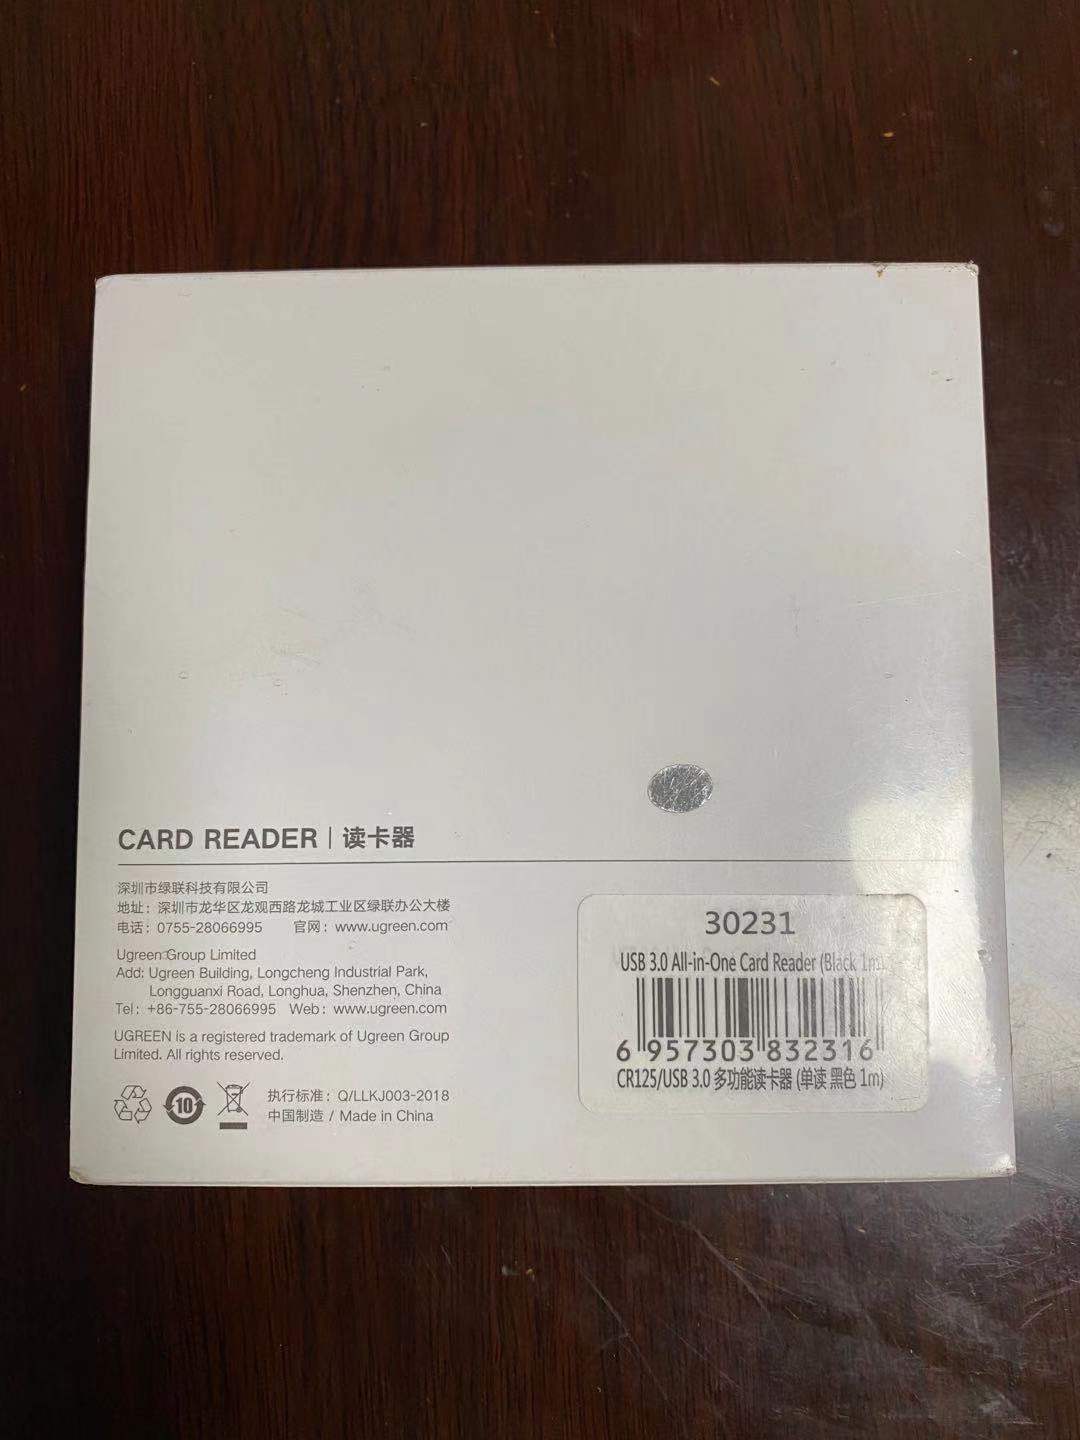 CARD READER | 读卡器
深圳市绿联科技有限公司
地址：深圳市龙华区龙观西路龙城工业区绿联办公大楼
电话：0755-28066995 官网：www.ugreen.com
Ugreen Group Limited
Add: Ugreen Building, Longcheng Industrial Park,
Longguanxi Road, Longhua, Shenzhen, China
Tel: +86-755-28066995 Web: www.ugreen.com
UGREEN is a registered trademark of Ugreen Group
Limited. All rights reserved.
10
执行标准：Q/LLKJ003-2018
中国制造 / Made in China
30231
USB 3.0 All-in-One Card Reader (Black 1m)
6 957303 832316
CR125/USB 3.0 多功能读卡器 (单读 黑色 1m)